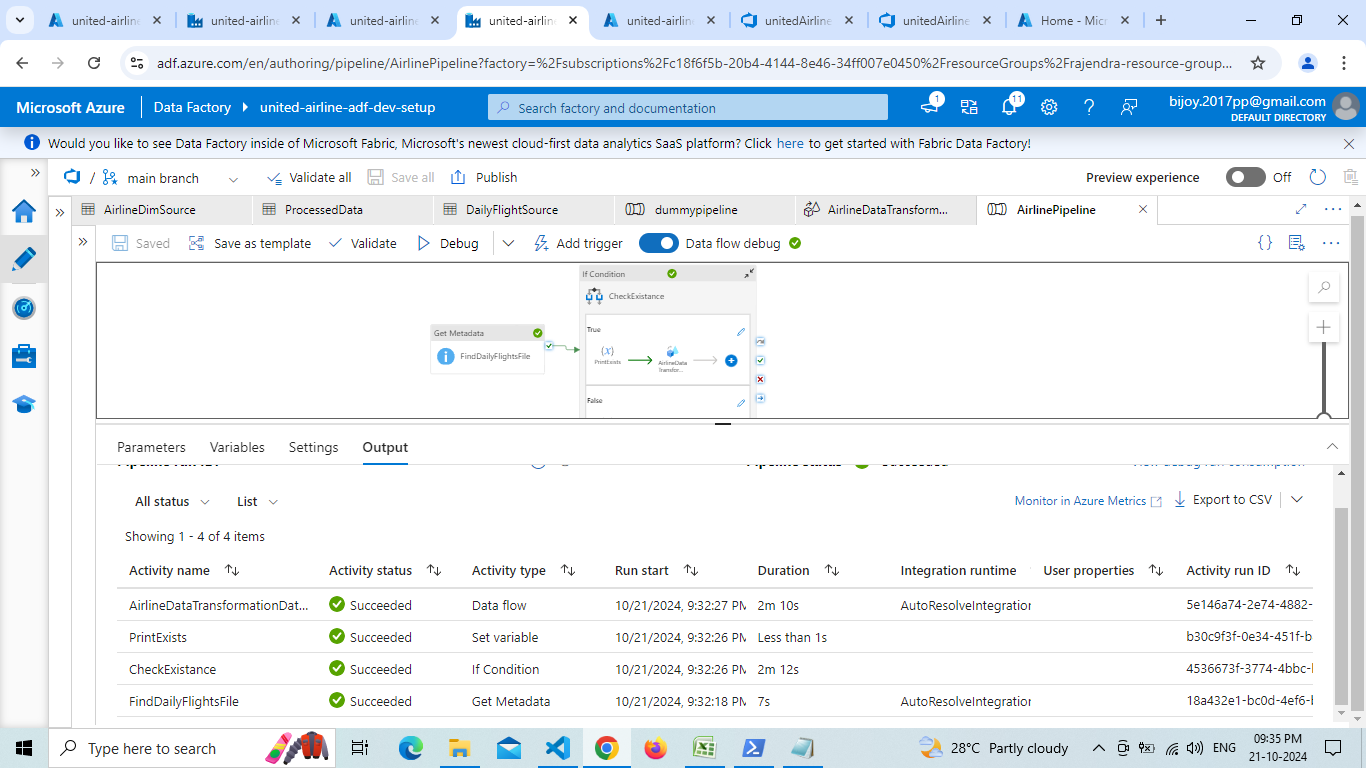 united-airline
united-airline
united-airline
united-airline
united-airline
unitedAirline
unitedAirline
Home - Micr
adf.azure.com/en/authoring/pipeline/AirlinePipeline?factory=%2Fsubscriptions%2Fc18f6f5b-20b4-4144-8e46-34ff007e0450%2FresourceGroups%2Frajendra-resource-group...
Microsoft Azure Data Factory united-airline-adf-dev-setup Search factory and documentation 1 11 bijoy.2017pp@gmail.com
DEFAULT DIRECTORY
Would you like to see Data Factory inside of Microsoft Fabric, Microsoft's newest cloud-first data analytics SaaS platform? Click here to get started with Fabric Data Factory!
/ main branch Validate all Save all Publish Preview experience Off
AirlineDimSource ProcessedData DailyFlightSource dummypipeline AirlineDataTransform... AirlinePipeline
Saved Save as template Validate Debug Add trigger Data flow debug
If Condition
CheckExistance
True
Get Metadata
FindDailyFlightsFile
(x)
PrintExists
AirlineData
Transfor...
False
Parameters Variables Settings Output
Pipeline run ID: Pipeline status Succeeded View debug run consumption
All status List Monitor in Azure Metrics Export to CSV
Showing 1 - 4 of 4 items
Activity name Activity status Activity type Run start Duration Integration runtime User properties Activity run ID
AirlineDataTransformationDat... Succeeded Data flow 10/21/2024, 9:32:27 PM 2m 10s AutoResolveIntegration 5e146a74-2e74-4882-
PrintExists Succeeded Set variable 10/21/2024, 9:32:26 PM Less than 1s b30c9f3f-0e34-451f-b
CheckExistance Succeeded If Condition 10/21/2024, 9:32:26 PM 2m 12s 4536673f-3774-4bbc-
FindDailyFlightsFile Succeeded Get Metadata 10/21/2024, 9:32:18 PM 7s AutoResolveIntegration 18a432e1-bc0d-4ef6-
Type here to search 28°C Partly cloudy ENG 09:35 PM
21-10-2024